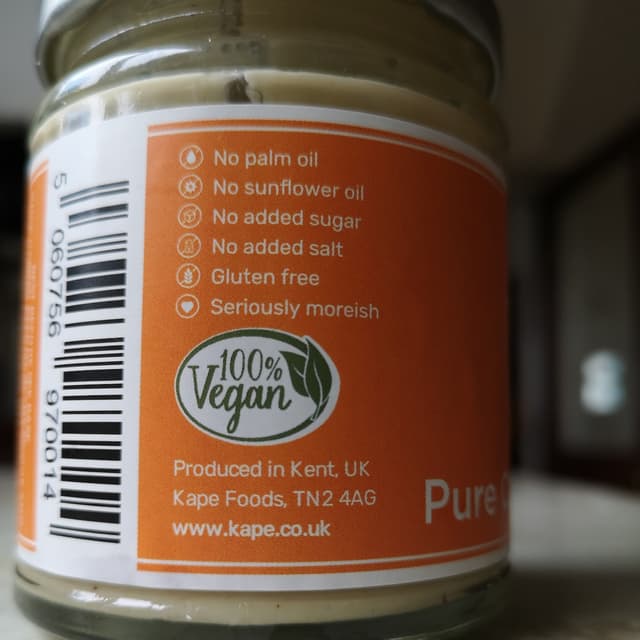 No palm oil
No sunflower oil
No added sugar
No added salt
Gluten free
Seriously moreish
100%
Vegan
Produced in Kent, UK
Kape Foods, TN2 4AG
www.kape.co.uk
Pure
5 060756 970014